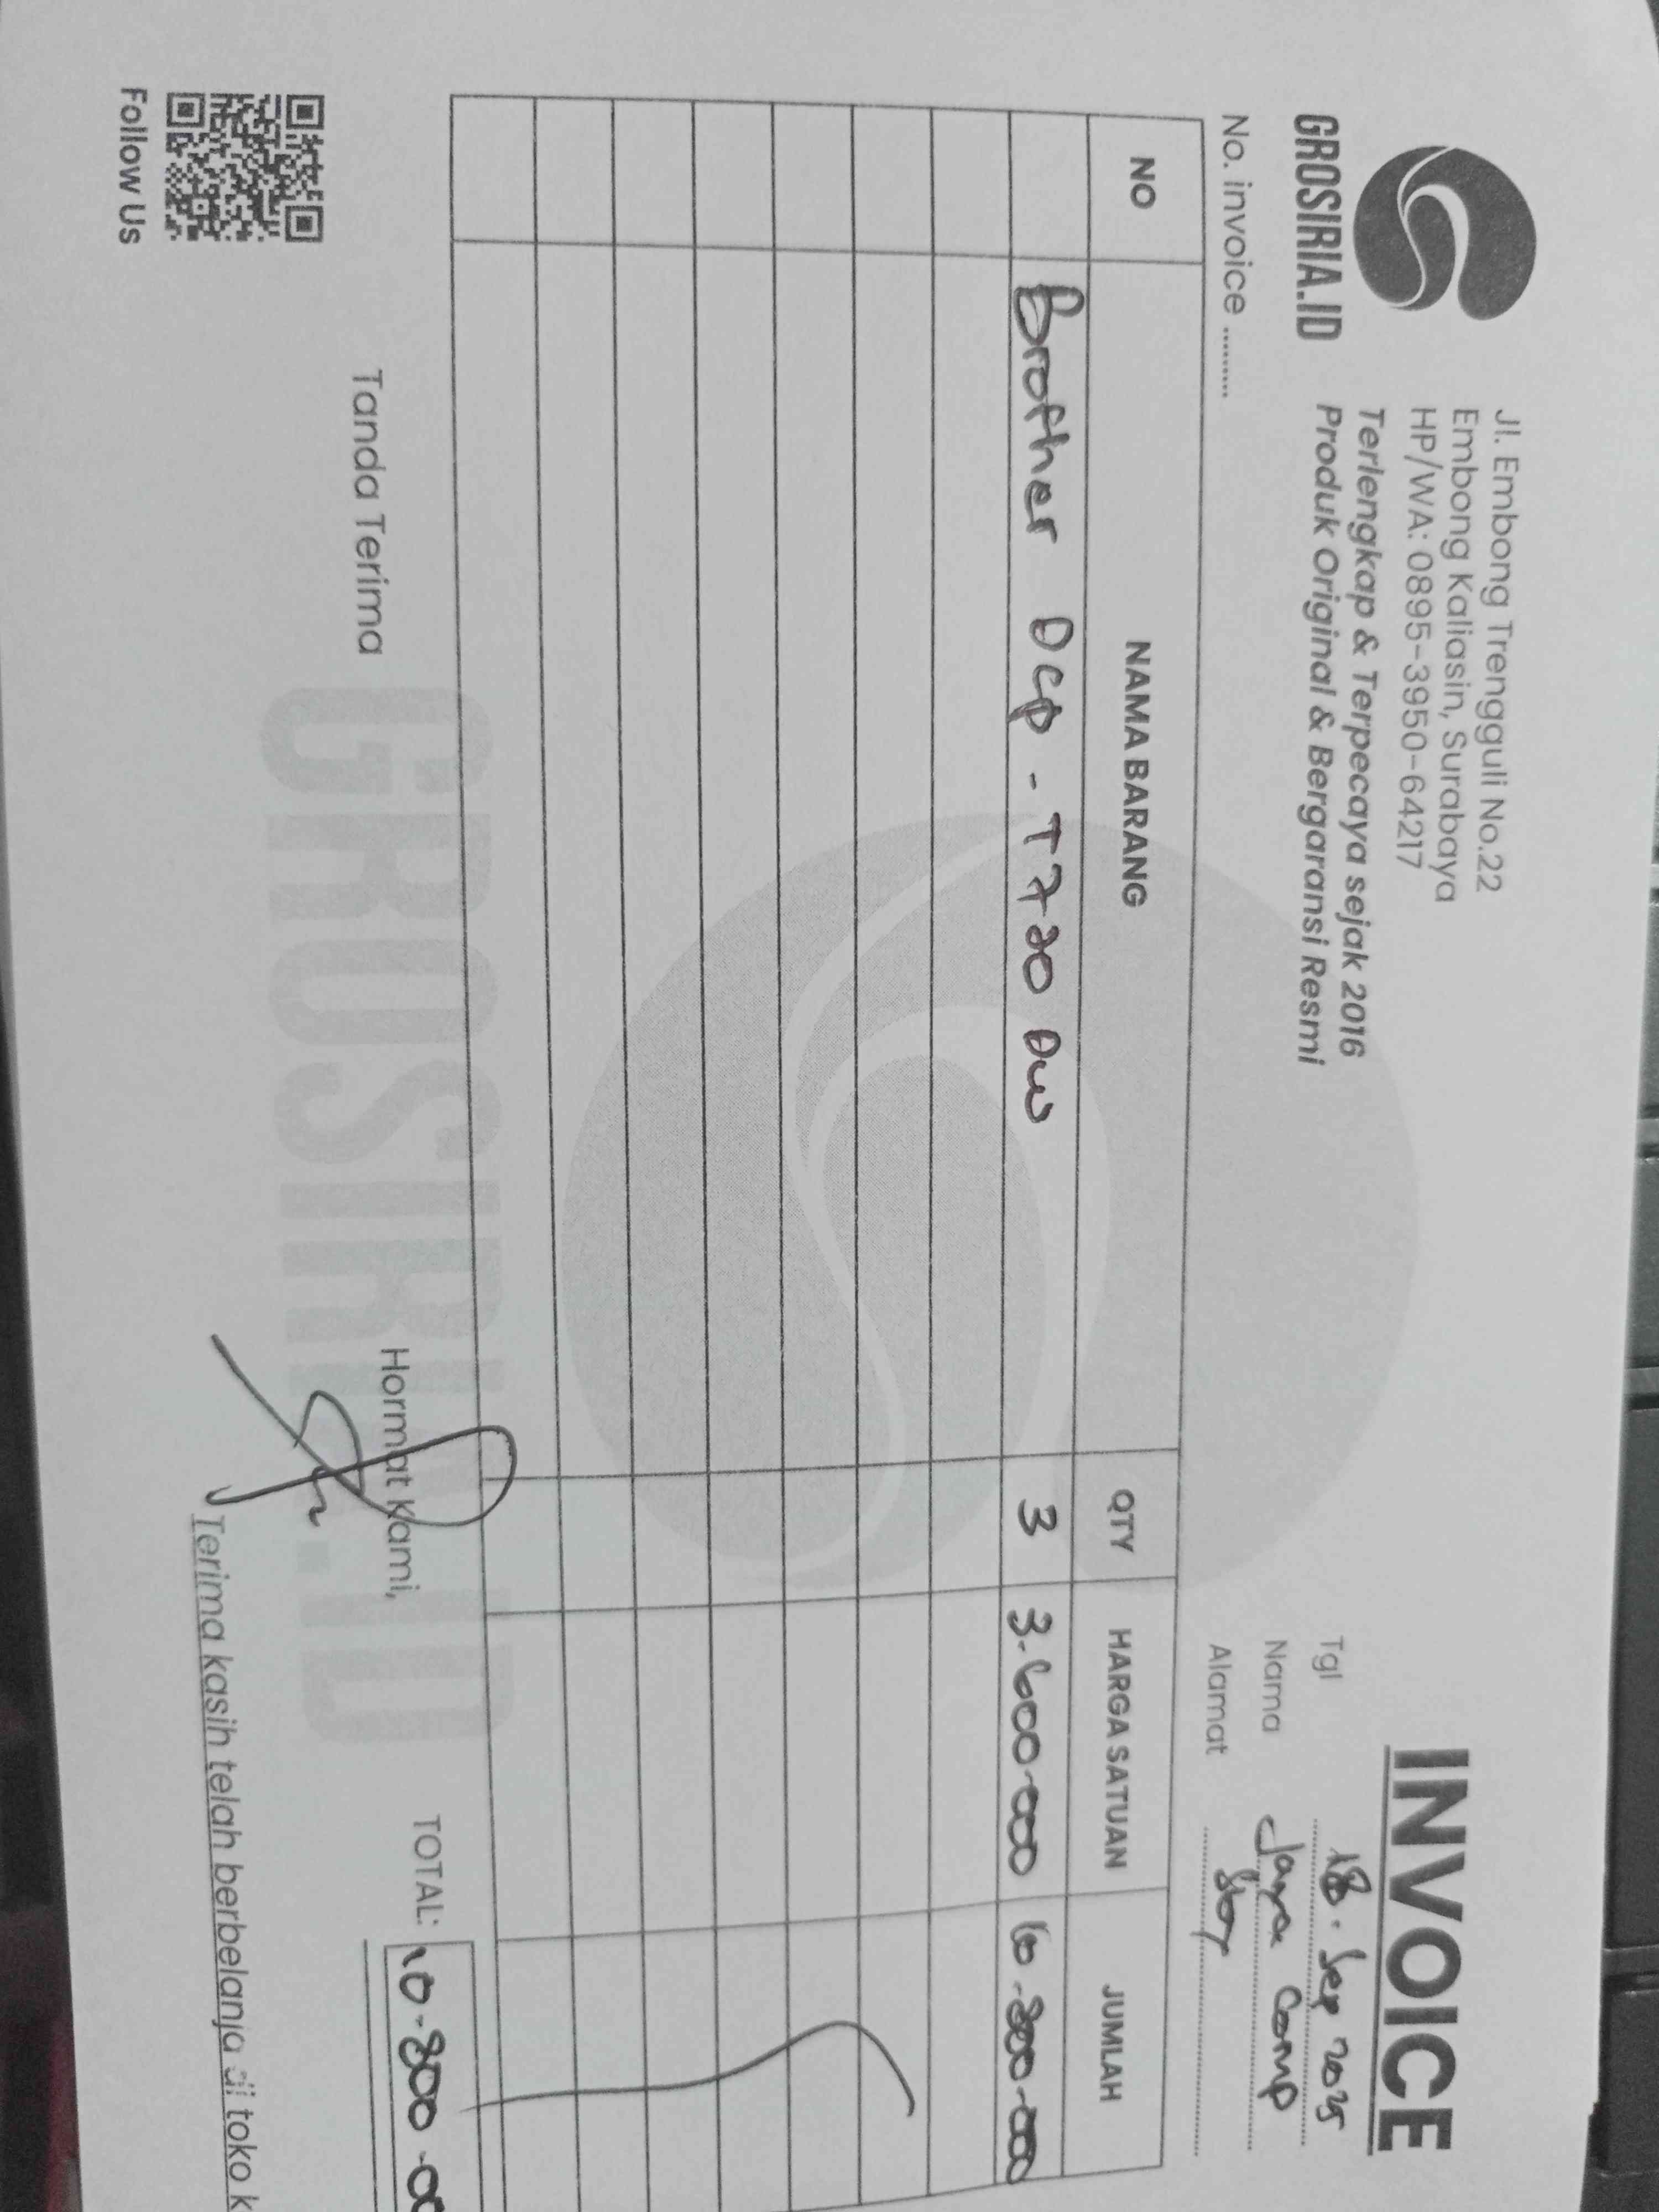 GROSIRIA.ID
Jl. Embong Trengguli No.22
Embong Kaliasin, Surabaya
HP/WA: 0895-3950-64217
Terlengkap & Terpecaya sejak 2016
Produk Original & Bergaransi Resmi
INVOICE
Tgl 18. Sep 2025
Nama Jaya Comp
Alamat Sby
No. invoice .........
NO NAMA BARANG QTY HARGA SATUAN JUMLAH
Brother Dcp - T720 Dw 3 3.600.000 10.800.000
GROSIRIA.ID
Tanda Terima
Hormat Kami,
TOTAL: 10.800.00
Follow Us
Terima kasih telah berbelanja di toko k